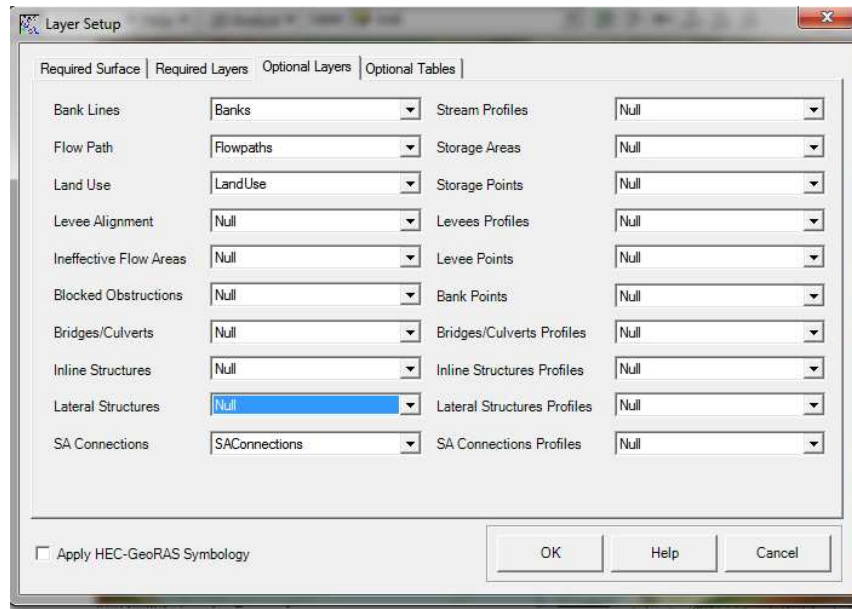 Layer Setup
Required Surface Required Layers Optional Layers Optional Tables
Bank Lines Banks Stream Profiles Null
Flow Path Flowpaths Storage Areas Null
Land Use LandUse Storage Points Null
Levee Alignment Null Levees Profiles Null
Ineffective Flow Areas Null Levee Points Null
Blocked Obstructions Null Bank Points Null
Bridges/Culverts Null Bridges/Culverts Profiles Null
Inline Structures Null Inline Structures Profiles Null
Lateral Structures Null Lateral Structures Profiles Null
SA Connections SAConnections SA Connections Profiles Null
Apply HEC-GeoRAS Symbology OK Help Cancel